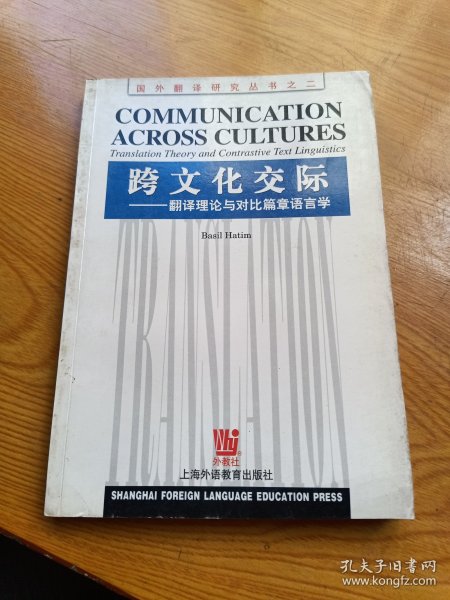 国外翻译研究丛书之二
COMMUNICATION
ACROSS CULTURES
Translation Theory and Contrastive Text Linguistics
跨文化交际
——翻译理论与对比篇章语言学
Basil Hatim
TRANSLATION
Nhj
®
外教社
上海外语教育出版社
SHANGHAI FOREIGN LANGUAGE EDUCATION PRESS
孔夫子旧书网
www.kongfz.com